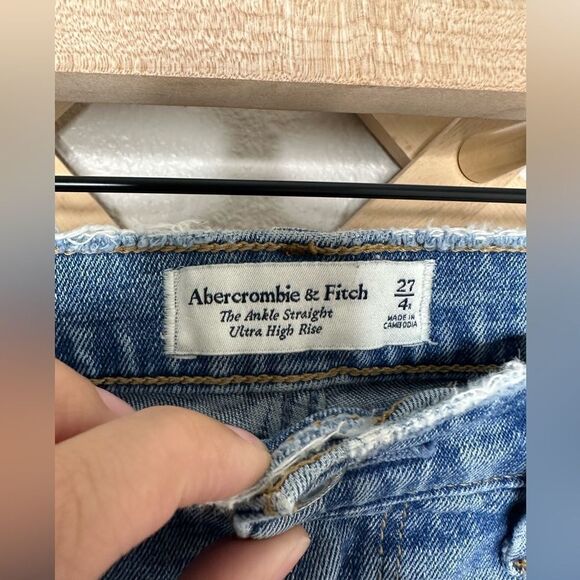 Abercrombie & Fitch
The Ankle Straight
Ultra High Rise
27
4
MADE IN
CAMBODIA